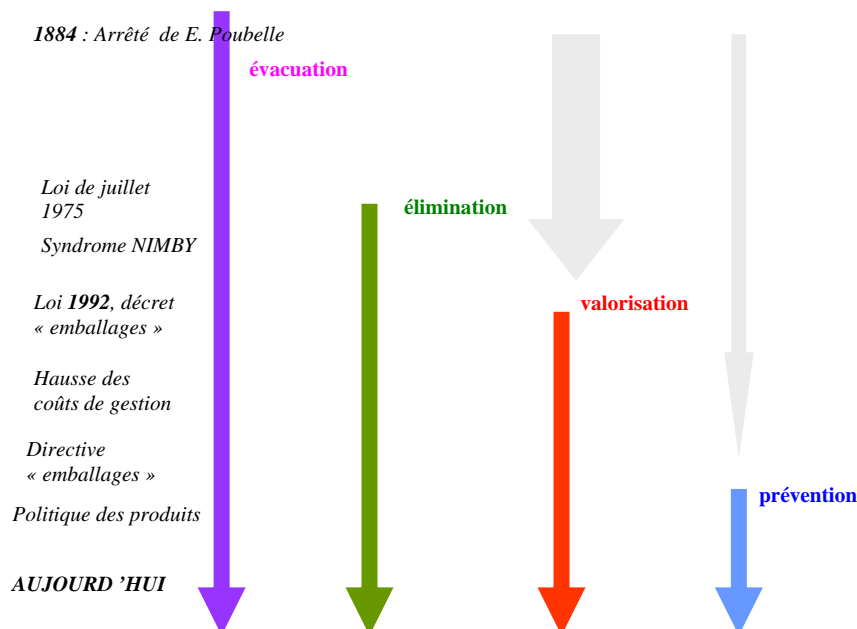 1884 : Arrêté de E. Poubelle
évacuation
Loi de juillet
1975
élimination
Syndrome NIMBY
Loi 1992, décret
« emballages »
valorisation
Hausse des
coûts de gestion
Directive
« emballages »
prévention
Politique des produits
AUJOURD ’HUI